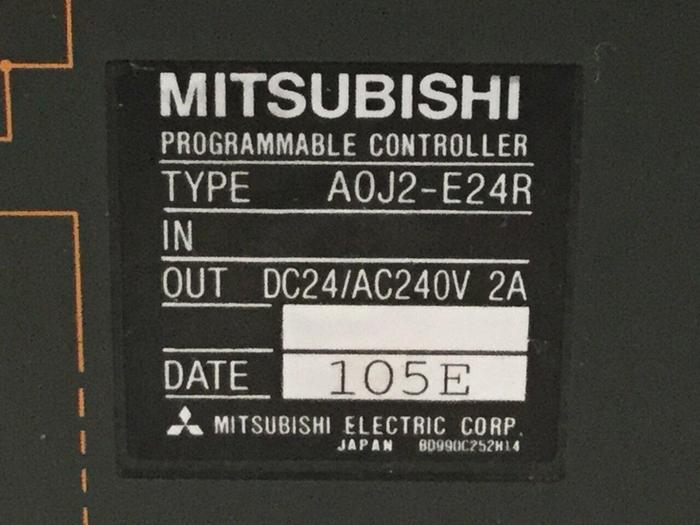 MITSUBISHI
PROGRAMMABLE CONTROLLER
TYPE A0J2-E24R
IN
OUT DC24/AC240V 2A
DATE 105E
MITSUBISHI ELECTRIC CORP.
JAPAN BD990C252H14